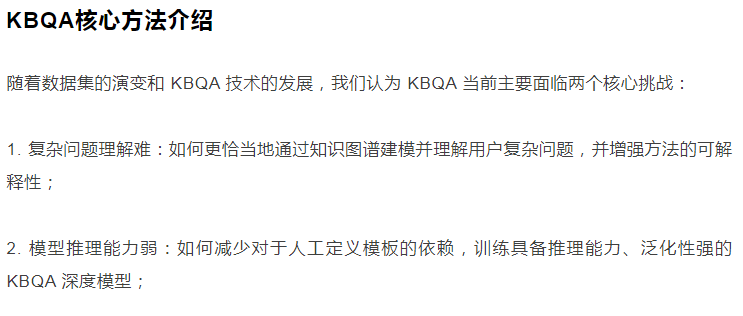 KBQA核心方法介绍
随着数据集的演变和 KBQA 技术的发展，我们认为 KBQA 当前主要面临两个核心挑战：
1. 复杂问题理解难：如何更恰当地通过知识图谱建模并理解用户复杂问题，并增强方法的可解
释性；
2. 模型推理能力弱：如何减少对于人工定义模板的依赖，训练具备推理能力、泛化性强的
KBQA 深度模型；